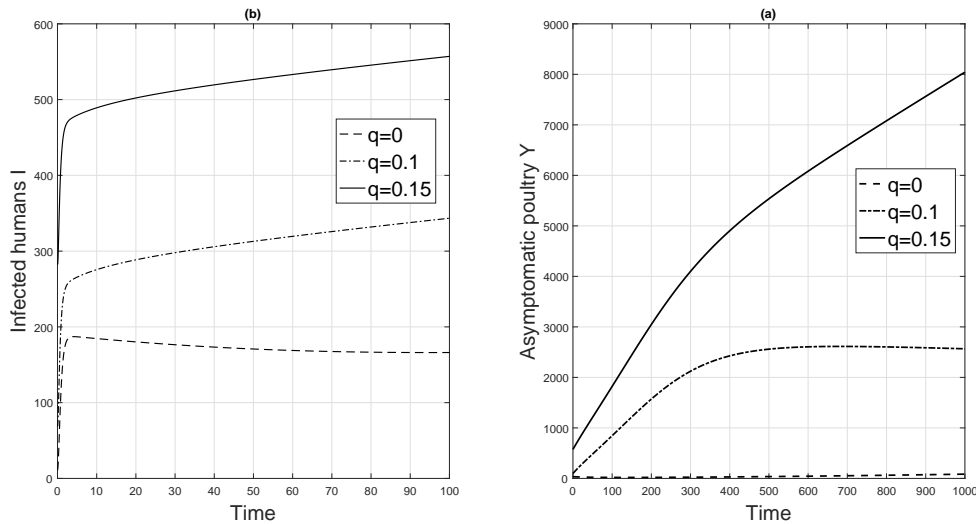 (b)
Infected humans I
600
500
400
300
200
100
0
q=0
q=0.1
q=0.15
0 10 20 30 40 50 60 70 80 90 100
Time
(a)
Asymptomatic poultry Y
9000
8000
7000
6000
5000
4000
3000
2000
1000
0
q=0
q=0.1
q=0.15
0 100 200 300 400 500 600 700 800 900 1000
Time